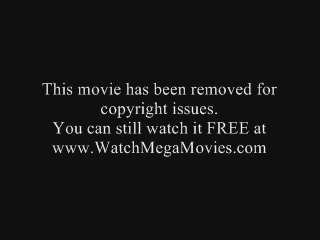 This movie has been removed for
copyright issues.
You can still watch it FREE at
www.WatchMegaMovies.com